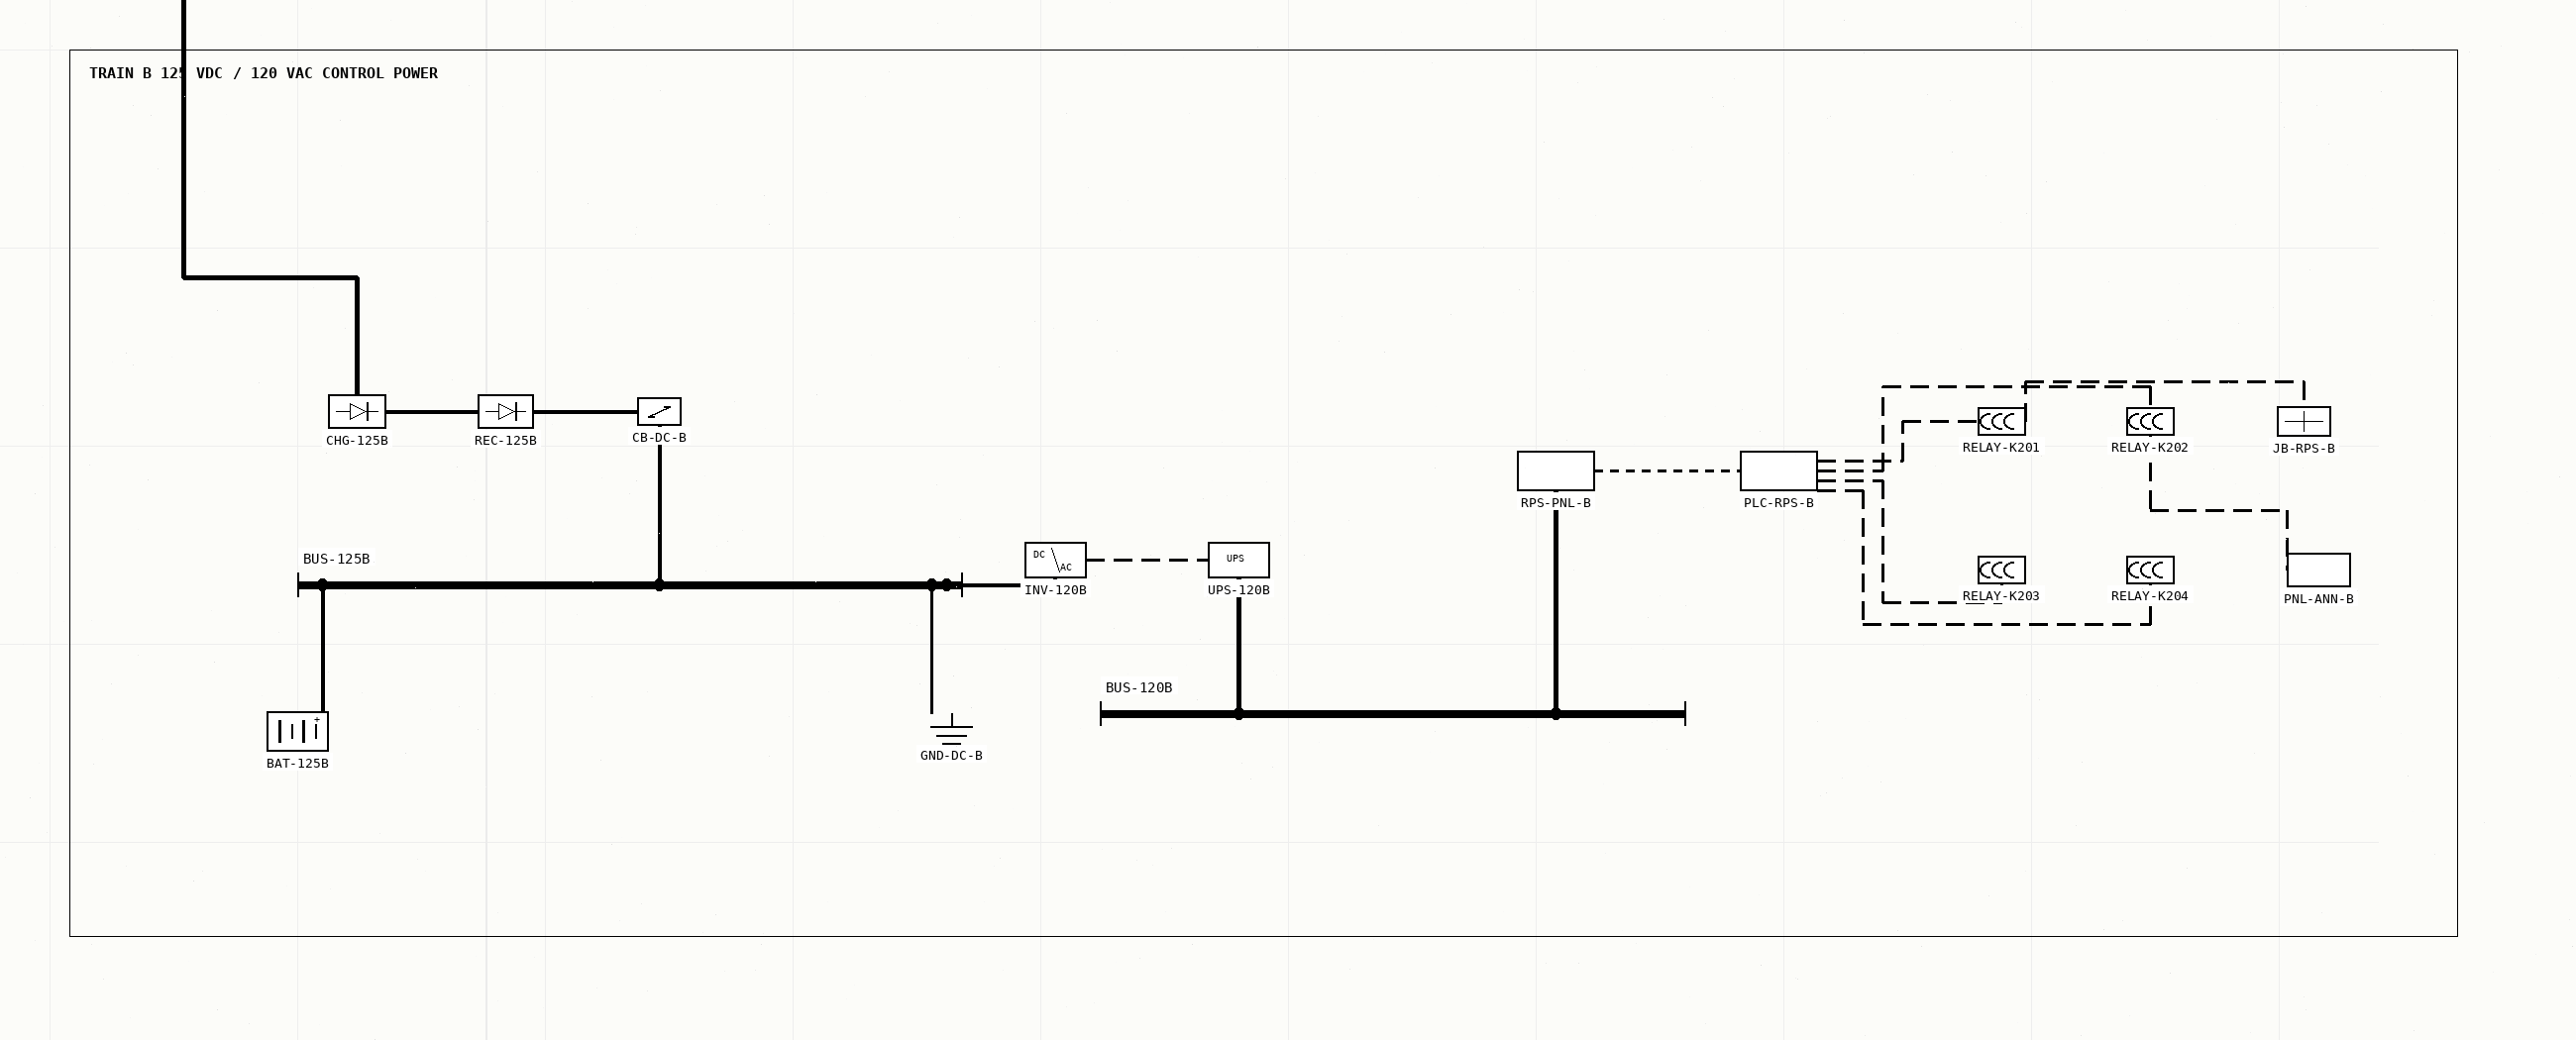 TRAIN B 125 VDC / 120 VAC CONTROL POWER
CHG-125B
REC-125B
CB-DC-B
RELAY-K201
RELAY-K202
JB-RPS-B
RPS-PNL-B
PLC-RPS-B
BUS-125B
DC
AC
UPS
INV-120B
UPS-120B
RELAY-K203
RELAY-K204
PNL-ANN-B
BUS-120B
+
BAT-125B
GND-DC-B